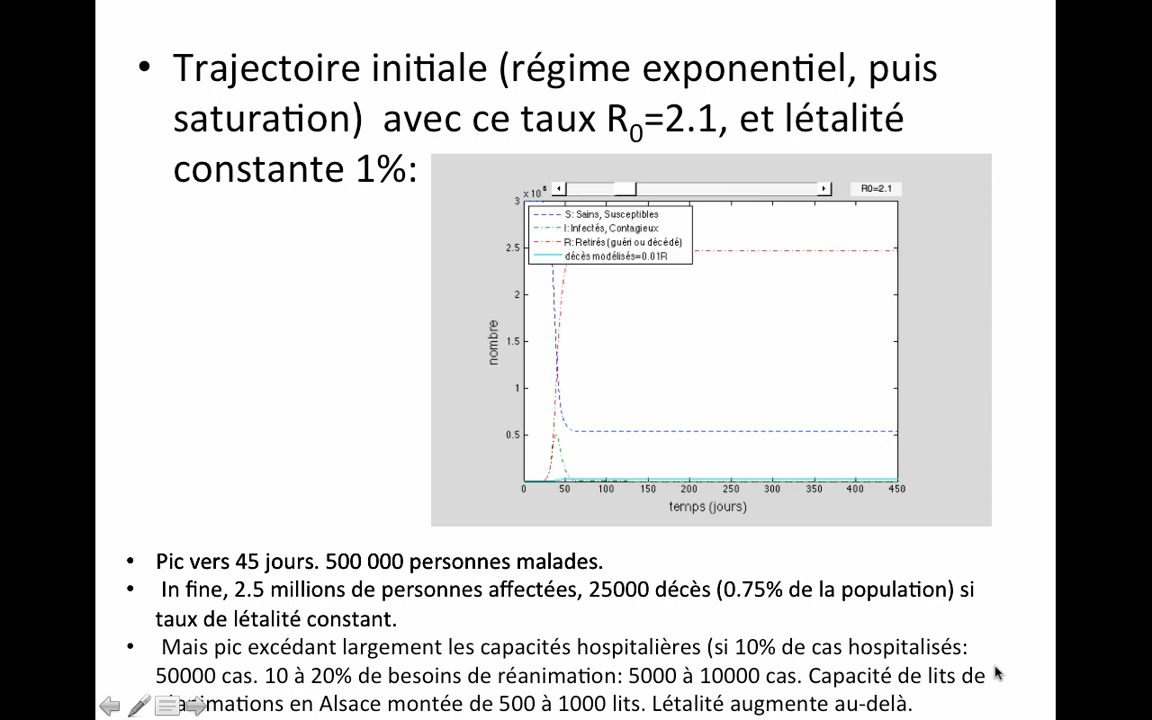 • Trajectoire initiale (régime exponentiel, puis
saturation) avec ce taux R₀=2.1, et létalité
constante 1%:
R0=2.1
x 10⁶
S: Sains, Susceptibles
I: Infectés, Contagieux
R: Retirés (guéri ou décédé)
décès modélisés=0.01R
3
2.5
2
1.5
1
0.5
nombre
0 50 100 150 200 250 300 350 400 450
temps (jours)
• Pic vers 45 jours. 500 000 personnes malades.
• In fine, 2.5 millions de personnes affectées, 25000 décès (0.75% de la population) si
taux de létalité constant.
• Mais pic excédant largement les capacités hospitalières (si 10% de cas hospitalisés:
50000 cas. 10 à 20% de besoins de réanimation: 5000 à 10000 cas. Capacité de lits de
en Alsace montée de 500 à 1000 lits. Létalité augmente au-delà.